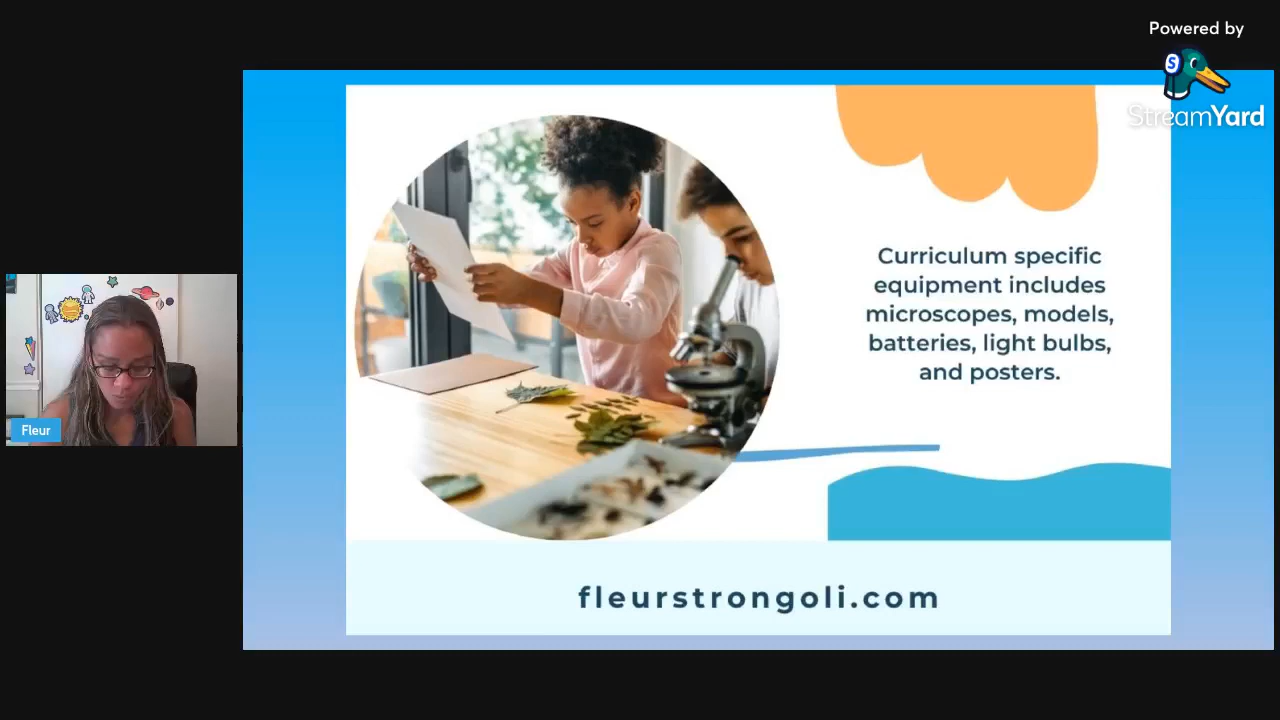 Powered by
StreamYard
Curriculum specific
equipment includes
microscopes, models,
batteries, light bulbs,
and posters.
Fleur
fleurstrongoli.com